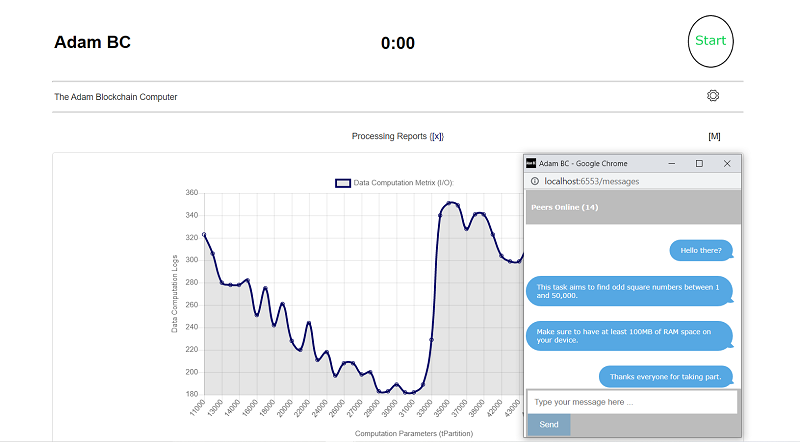 Adam BC
0:00
Start
The Adam Blockchain Computer
Processing Reports ([x])
[M]
Data Computation Metrix (I/O):
360
340
320
300
280
260
240
220
200
180
Data Computation Logs
11000
13000
14000
16000
18000
20000
22000
24000
26000
28000
29000
31000
33000
35000
37000
38000
40000
42000
43000
Computation Parameters (tPartition)
Adam BC - Google Chrome
localhost:6553/messages
Peers Online (14)
Hello there?
This task aims to find odd square numbers between 1
and 50,000.
Make sure to have at least 100MB of RAM space on
your device.
Thanks everyone for taking part.
Type your message here ...
Send